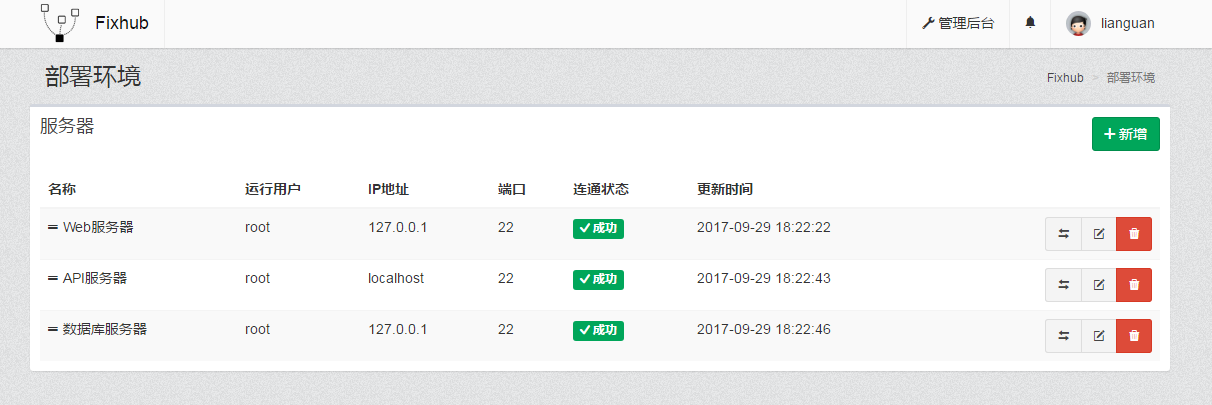 Fixhub 管理后台 lianguan
部署环境 Fixhub > 部署环境
服务器 新增
名称 运行用户 IP地址 端口 连通状态 更新时间
Web服务器 root 127.0.0.1 22 成功 2017-09-29 18:22:22
API服务器 root localhost 22 成功 2017-09-29 18:22:43
数据库服务器 root 127.0.0.1 22 成功 2017-09-29 18:22:46